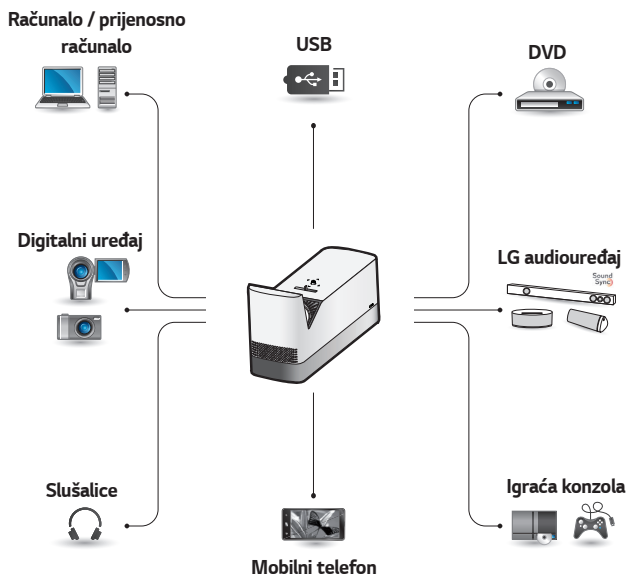 Računalo / prijenosno
računalo
USB
DVD
Digitalni uređaj
LG audiouređaj
Sound
Sync
Slušalice
Igraća konzola
Mobilni telefon